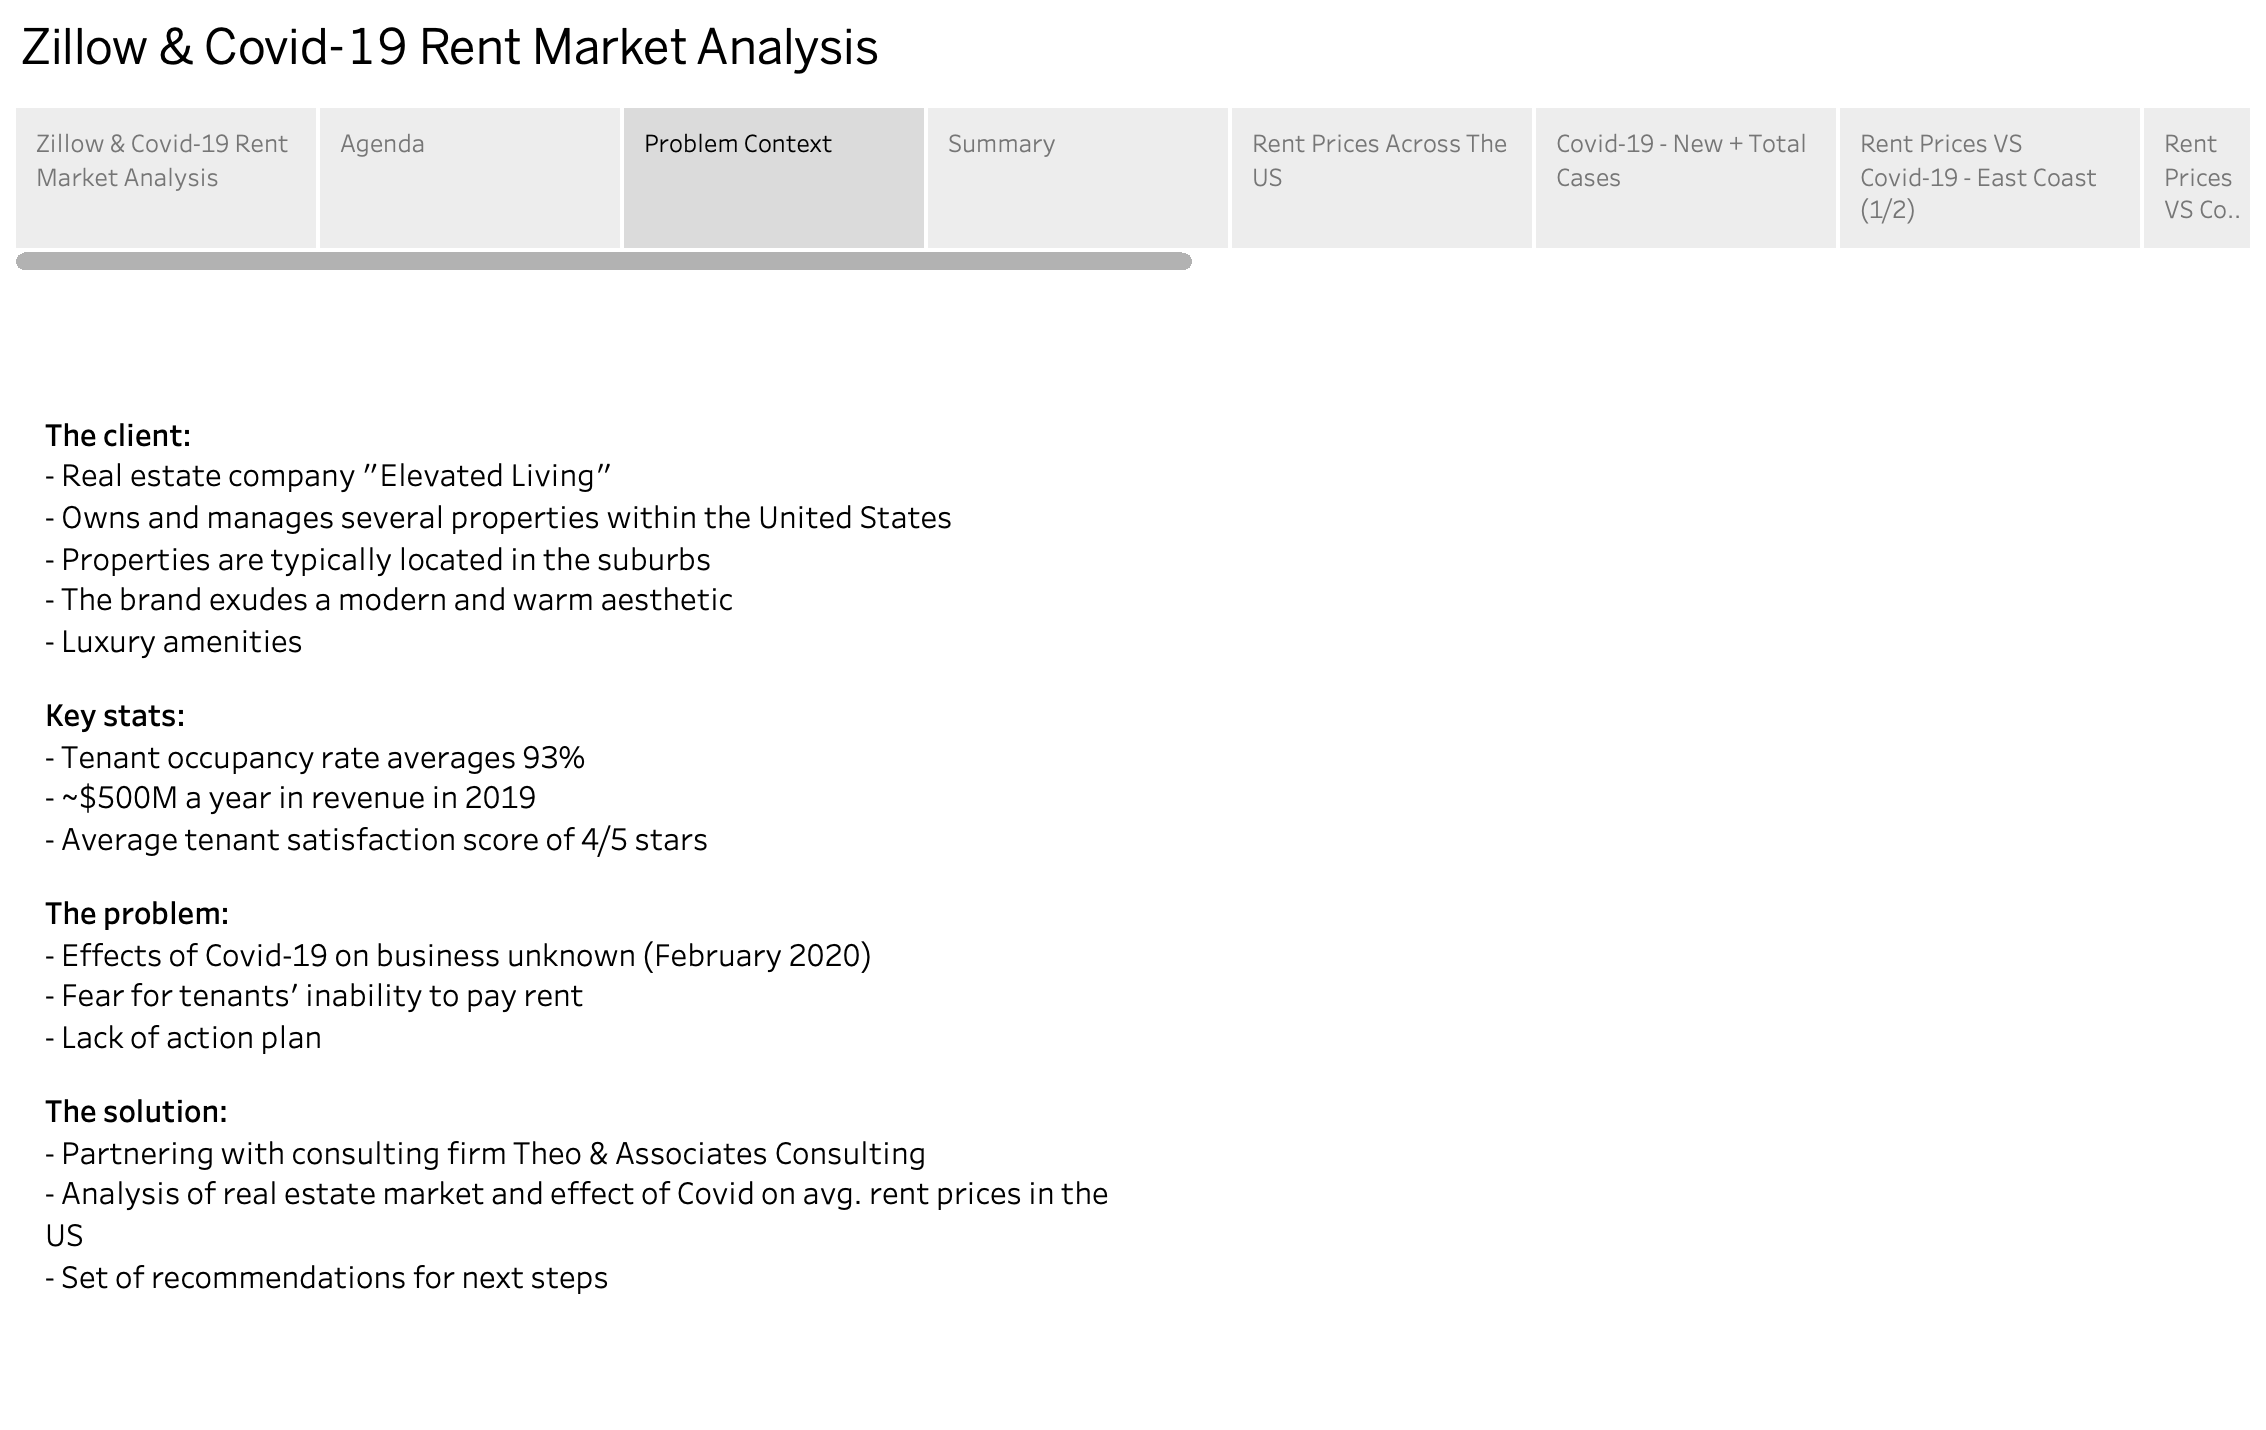 Zillow & Covid-19 Rent Market Analysis
Zillow & Covid-19 Rent
Market Analysis
Agenda
Problem Context
Summary
Rent Prices Across The
US
Covid-19 - New + Total
Cases
Rent Prices VS
Covid-19 - East Coast
(1/2)
Rent
Prices
VS Co..
The client:
- Real estate company "Elevated Living"
- Owns and manages several properties within the United States
- Properties are typically located in the suburbs
- The brand exudes a modern and warm aesthetic
- Luxury amenities
Key stats:
- Tenant occupancy rate averages 93%
- ~$500M a year in revenue in 2019
- Average tenant satisfaction score of 4/5 stars
The problem:
- Effects of Covid-19 on business unknown (February 2020)
- Fear for tenants' inability to pay rent
- Lack of action plan
The solution:
- Partnering with consulting firm Theo & Associates Consulting
- Analysis of real estate market and effect of Covid on avg. rent prices in the
US
- Set of recommendations for next steps